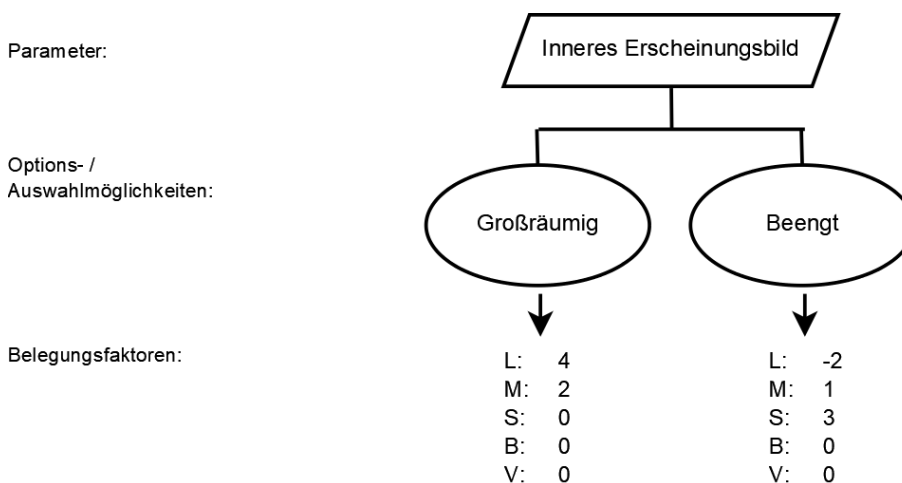 Parameter:
Inneres Erscheinungsbild
Options- /
Auswahlmöglichkeiten:
Großräumig
Beengt
Belegungsfaktoren:
L: 4
M: 2
S: 0
B: 0
V: 0
L: -2
M: 1
S: 3
B: 0
V: 0